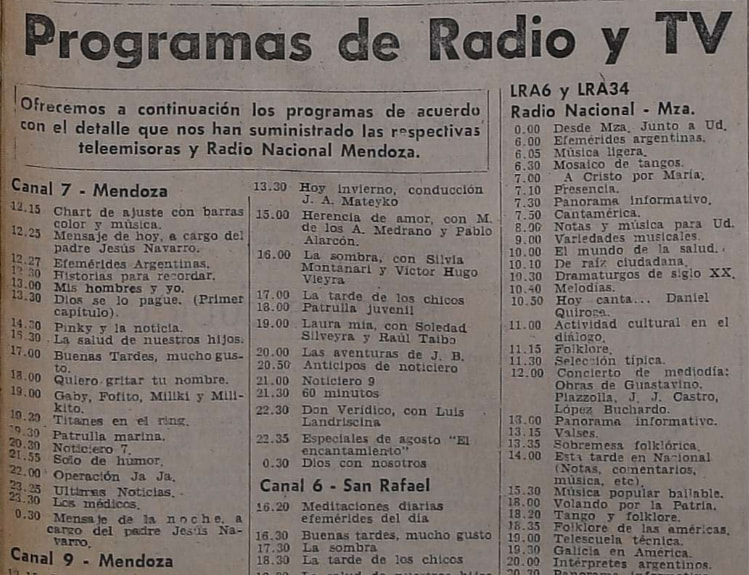 Programas de Radio y TV
Ofrecemos a continuación los programas de acuerdo
con el detalle que nos han suministrado las respectivas
teleemisoras y Radio Nacional Mendoza.
Canal 7 - Mendoza
12.15 Chart de ajuste con barras
color y música.
12.25 Mensaje de hoy, a cargo del
padre Jesús Navarro.
12.27 Efemérides Argentinas.
12.30 Historias para recordar.
13.00 Mis hombres y yo.
13.30 Dios se lo pague. (Primer
capítulo).
14.30 Pinky y la noticia.
15.30 La salud de nuestros hijos.
17.00 Buenas Tardes, mucho gus-
to.
18.00 Quiero gritar tu nombre.
19.00 Gaby, Fofito, Miliki y Mili-
kito.
19.20 Titanes en el ring.
19.30 Patrulla marina.
20.30 Noticiero 7.
21.55 Solo de humor.
22.00 Operación Ja Ja.
23.25 Ultimas Noticias.
23.30 Los médicos.
0.30 Mensaje de la noche, a
cargo del padre Jesús Na-
varro.
Canal 9 - Mendoza
13.30 Hoy invierno, conducción
J. A. Mateyko
15.00 Herencia de amor, con M.
de los A. Medrano y Pablo
Alarcón.
16.00 La sombra, con Silvia
Montanari y Víctor Hugo
Vieyra
17.00 La tarde de los chicos
18.00 Patrulla juvenil
19.00 Laura mía, con Soledad
Silveyra y Raúl Taibo
20.00 Las aventuras de J. B.
20.50 Anticipos de noticiero
21.00 Noticiero 9
21.30 60 minutos
22.30 Don Verídico, con Luis
Landriscina
22.35 Especiales de agosto "El
encantamiento"
0.30 Dios con nosotros
Canal 6 - San Rafael
16.20 Meditaciones diarias
efemérides del día
16.30 Buenas tardes, mucho gusto
17.30 La sombra
18.30 La tarde de los chicos
LRA6 y LRA34
Radio Nacional - Mza.
0.00 Desde Mza. Junto a Ud.
6.00 Efemérides argentinas.
6.05 Música ligera.
6.30 Mosaico de tangos.
7.00 A Cristo por María.
7.10 Presencia.
7.30 Panorama informativo.
7.50 Cantamérica.
8.00 Notas y música para Ud.
9.00 Variedades musicales.
10.00 El mundo de la salud.
10.10 De raíz ciudadana.
10.30 Dramaturgos de siglo XX.
10.40 Melodías.
10.50 Hoy canta... Daniel
Quiroga.
11.00 Actividad cultural en el
diálogo.
11.15 Folklore.
11.30 Selección típica.
12.00 Concierto de mediodía:
Obras de Guastavino,
Piazzolla, J. J. Castro,
López Buchardo.
13.00 Panorama informativo.
13.15 Valses.
13.35 Sobremesa folklórica.
14.00 Esta tarde en Nacional
(Notas, comentarios,
música, etc).
15.30 Música popular bailable.
18.00 Volando por la Patria.
18.20 Tango y folklore.
18.35 Folklore de las américas.
19.00 Telescuela técnica.
19.30 Galicia en América.
20.00 Intérpretes argentinos.
20.30 Panorama informativo